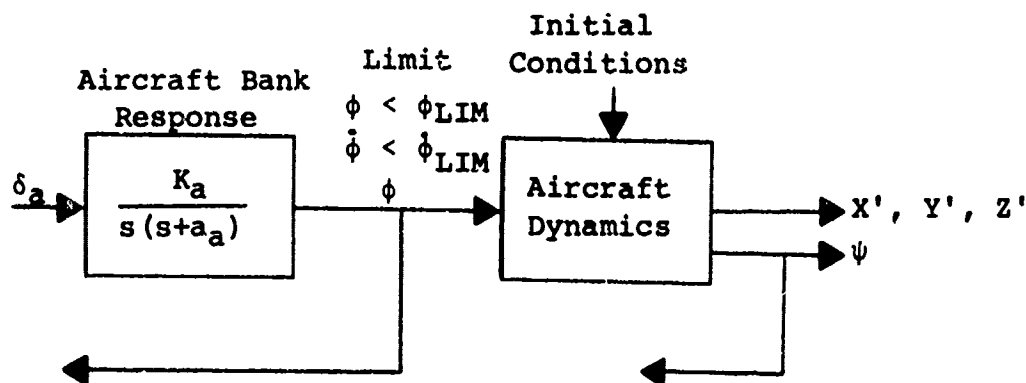 Initial
Conditions
Limit
φ < φLIM
φ̇ < φ̇LIM
φ
Aircraft Bank
Response
δa
Ka
s(s+aa)
Aircraft
Dynamics
X', Y', Z'
ψ